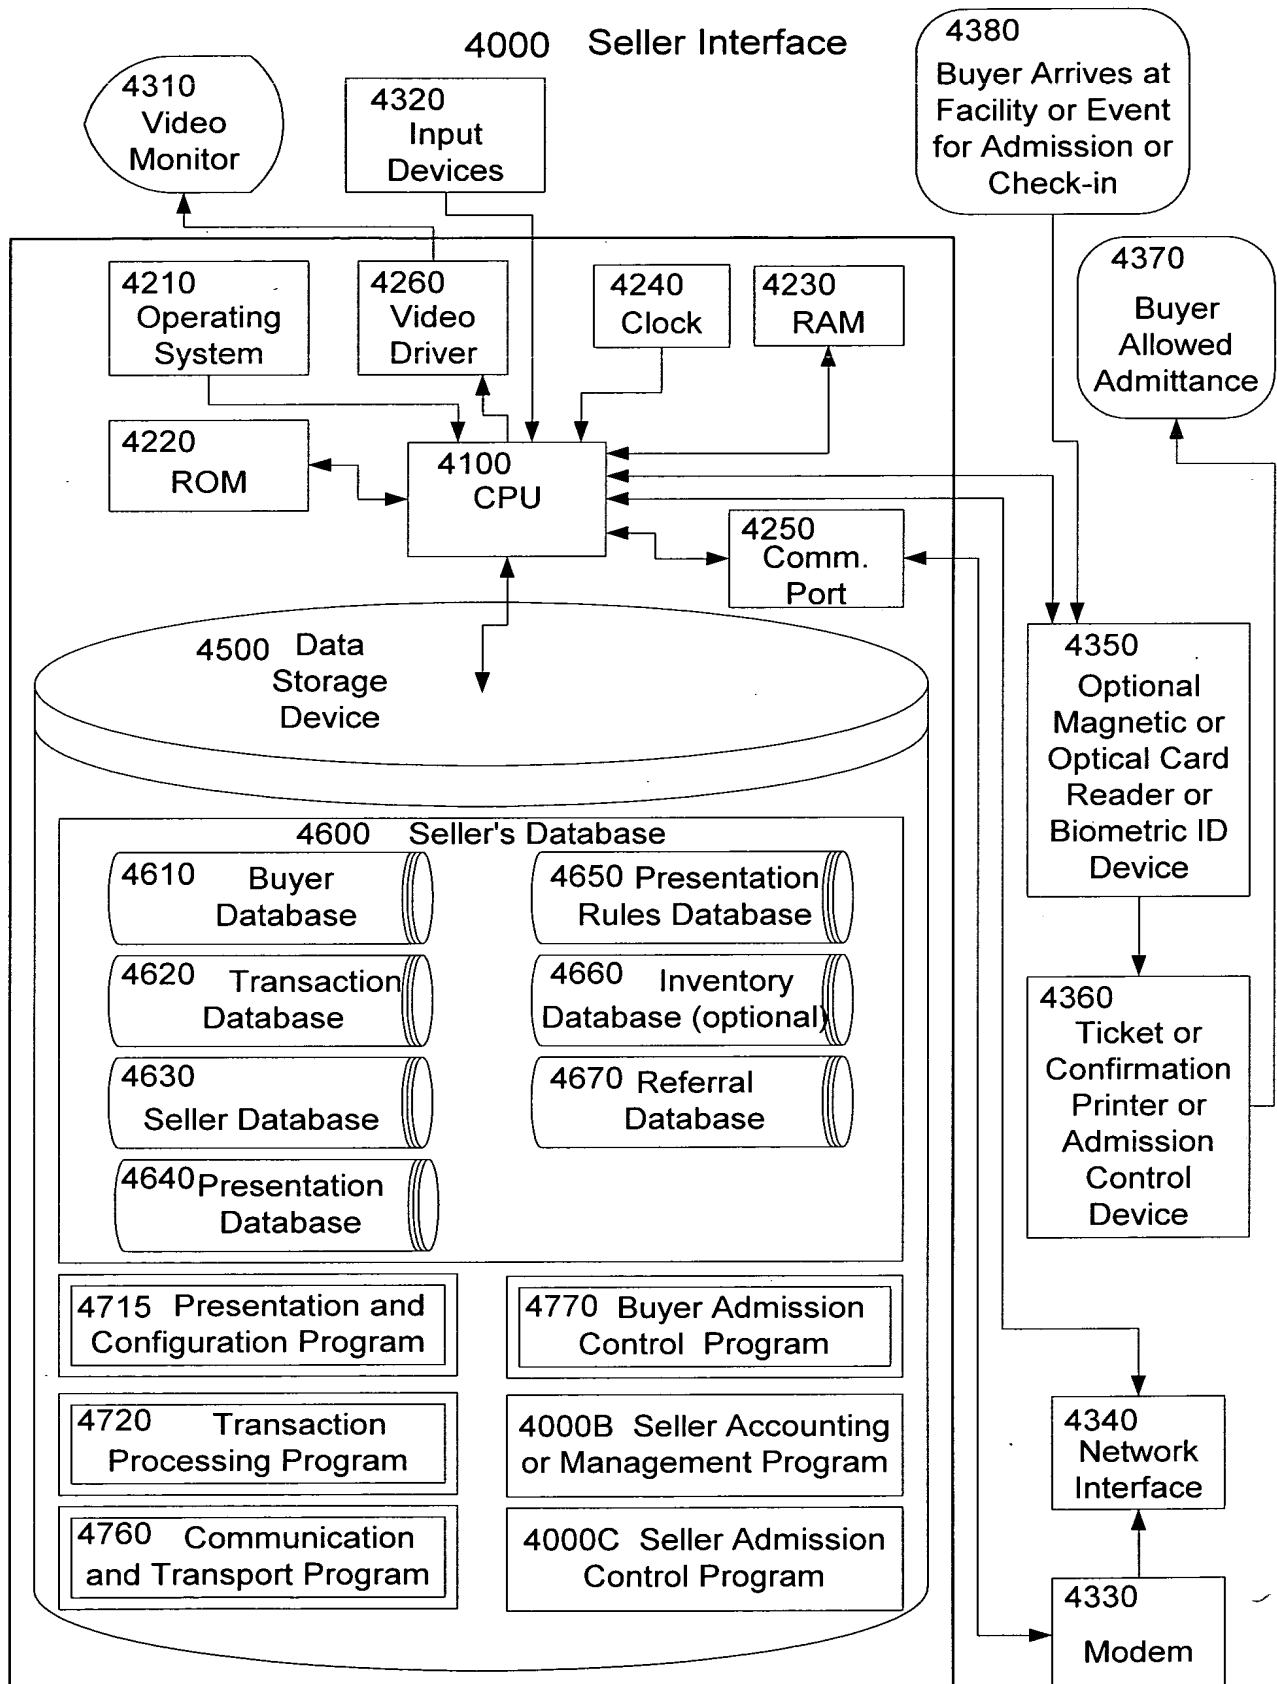 4000 Seller Interface
4310
Video
Monitor
4320
Input
Devices
4380
Buyer Arrives at
Facility or Event
for Admission or
Check-in
4370
Buyer
Allowed
Admittance
4210
Operating
System
4260
Video
Driver
4240
Clock
4230
RAM
4220
ROM
4100
CPU
4250
Comm.
Port
4500 Data
Storage
Device
4350
Optional
Magnetic or
Optical Card
Reader or
Biometric ID
Device
4600 Seller's Database
4610 Buyer
Database
4650 Presentation
Rules Database
4620 Transaction
Database
4660 Inventory
Database (optional)
4630
Seller Database
4670 Referral
Database
4640 Presentation
Database
4360
Ticket or
Confirmation
Printer or
Admission
Control
Device
4715 Presentation and
Configuration Program
4770 Buyer Admission
Control Program
4720 Transaction
Processing Program
4000B Seller Accounting
or Management Program
4760 Communication
and Transport Program
4000C Seller Admission
Control Program
4340
Network
Interface
4330
Modem